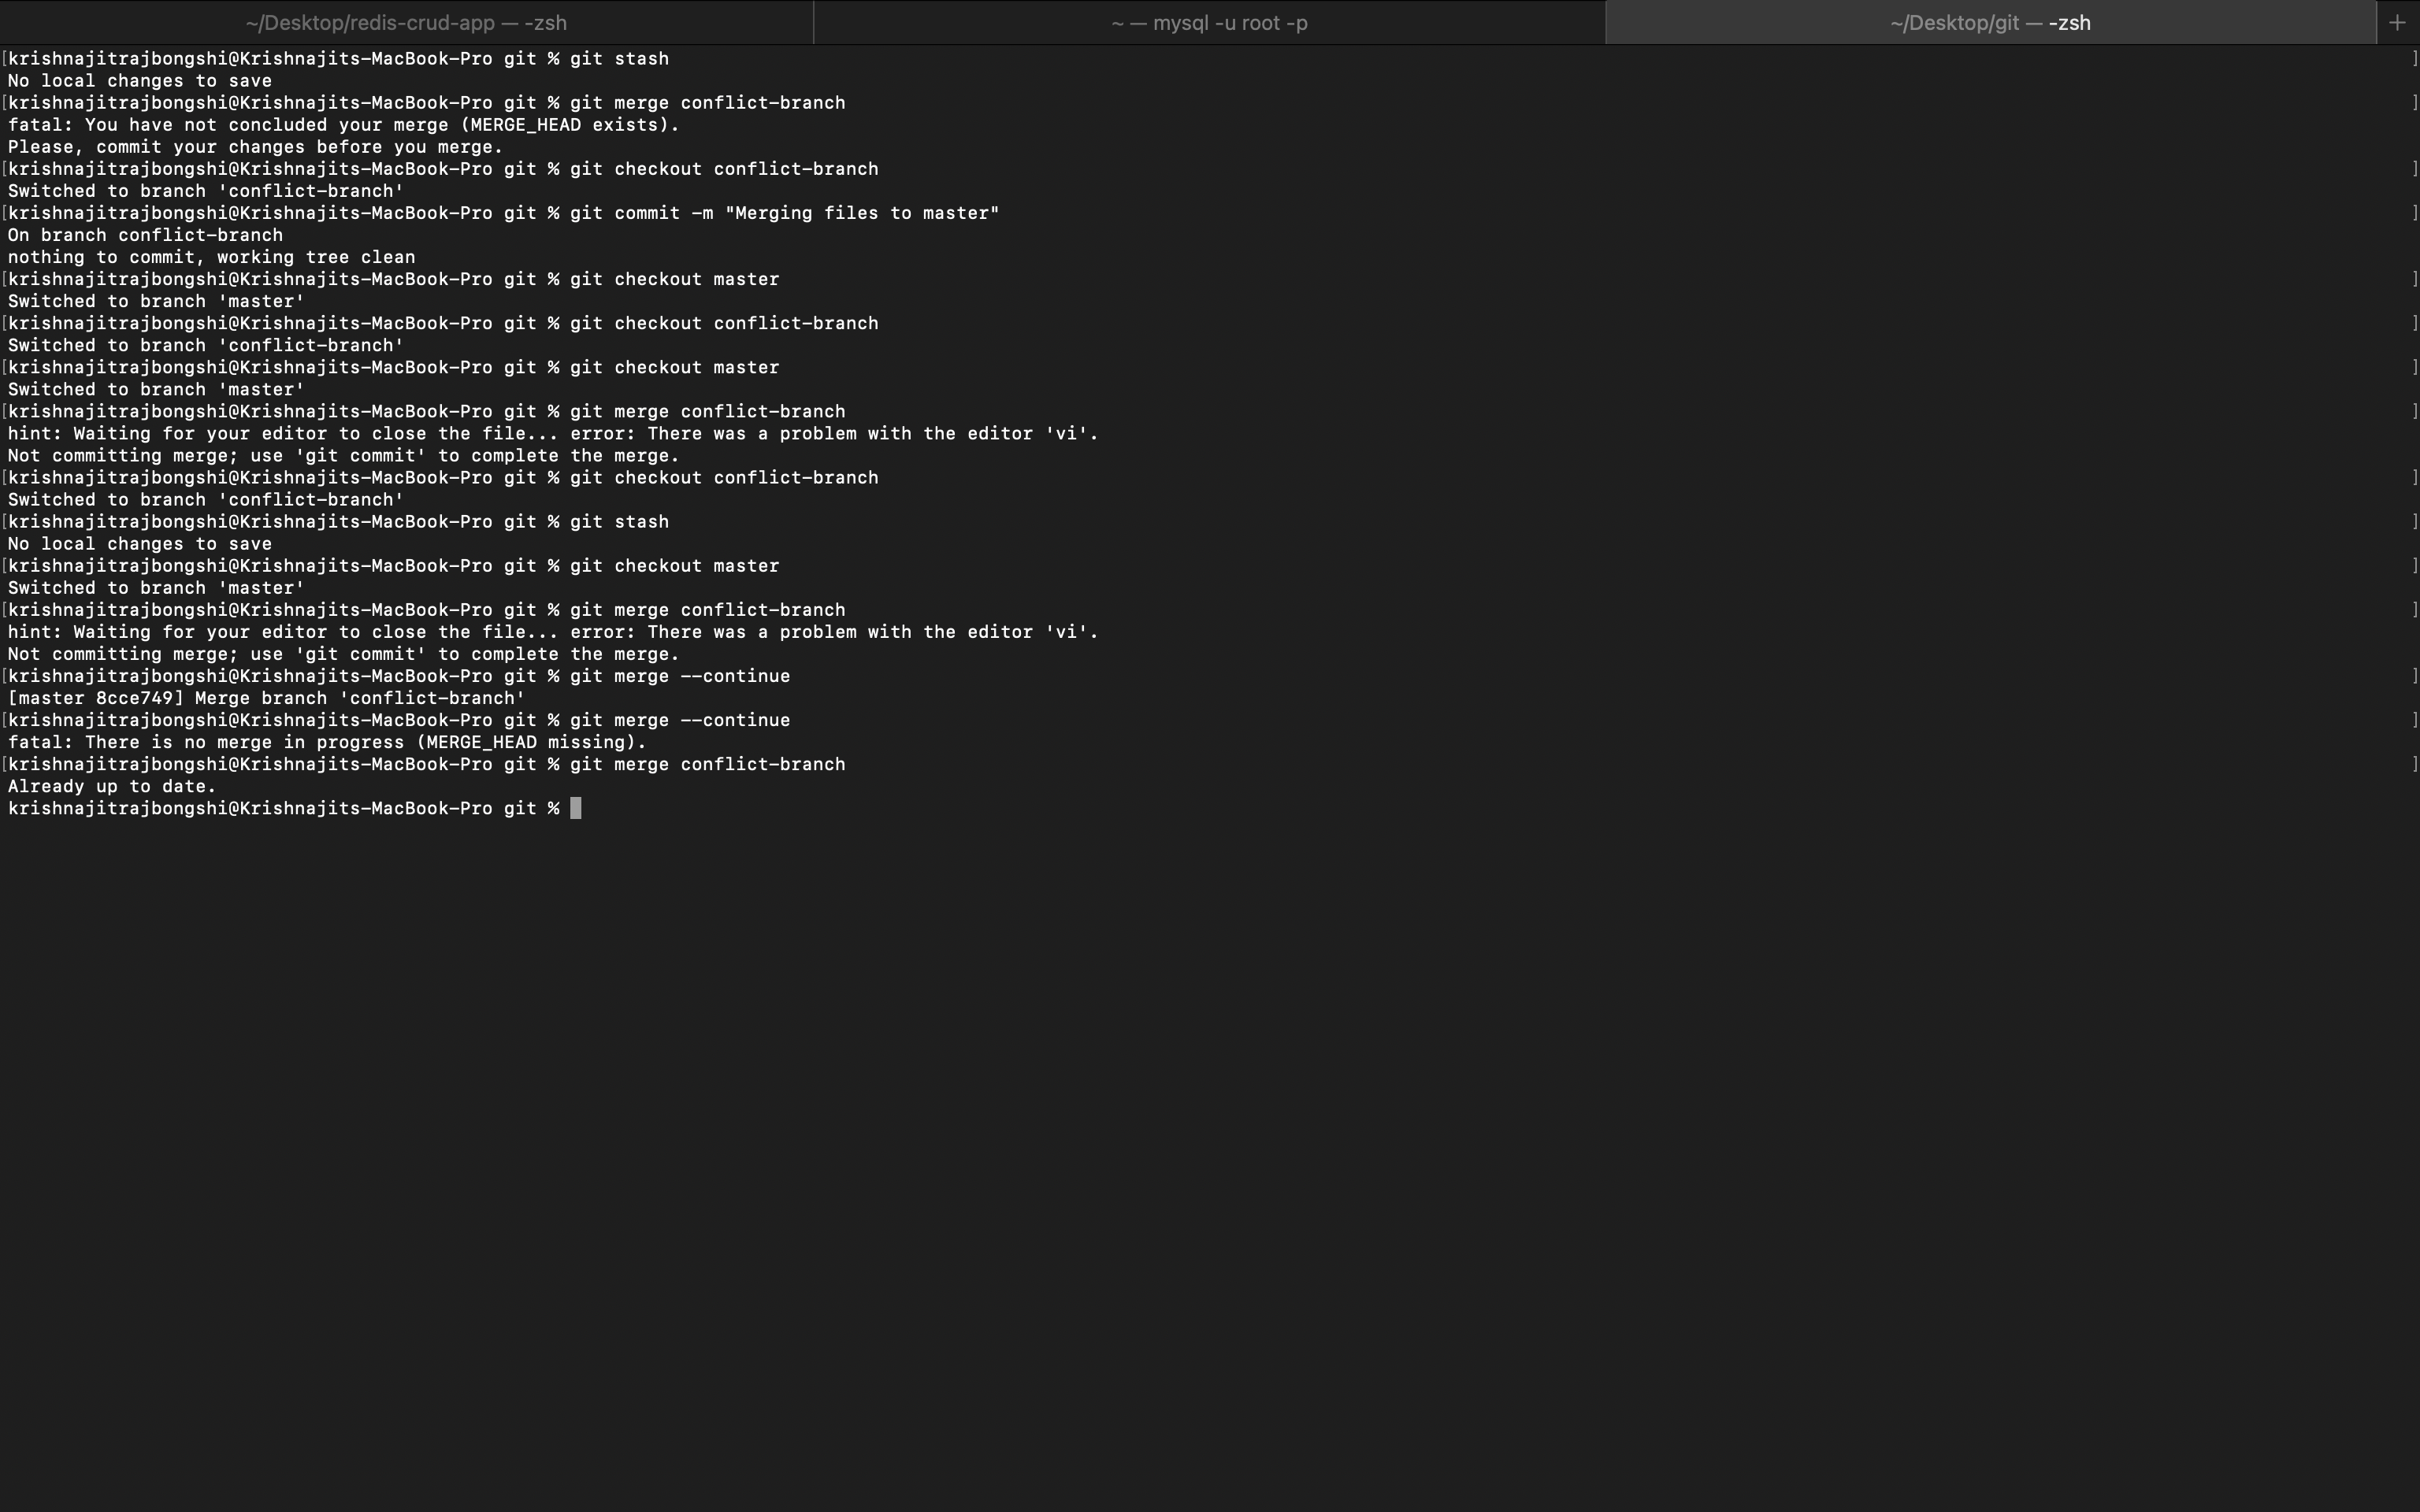 ~/Desktop/redis-crud-app — -zsh
~ — mysql -u root -p
~/Desktop/git — -zsh
+
[krishnajitrajbongshi@Krishnajits-MacBook-Pro git % git stash ]
No local changes to save
[krishnajitrajbongshi@Krishnajits-MacBook-Pro git % git merge conflict-branch ]
fatal: You have not concluded your merge (MERGE_HEAD exists).
Please, commit your changes before you merge.
[krishnajitrajbongshi@Krishnajits-MacBook-Pro git % git checkout conflict-branch ]
Switched to branch 'conflict-branch'
[krishnajitrajbongshi@Krishnajits-MacBook-Pro git % git commit -m "Merging files to master" ]
On branch conflict-branch
nothing to commit, working tree clean
[krishnajitrajbongshi@Krishnajits-MacBook-Pro git % git checkout master ]
Switched to branch 'master'
[krishnajitrajbongshi@Krishnajits-MacBook-Pro git % git checkout conflict-branch ]
Switched to branch 'conflict-branch'
[krishnajitrajbongshi@Krishnajits-MacBook-Pro git % git checkout master ]
Switched to branch 'master'
[krishnajitrajbongshi@Krishnajits-MacBook-Pro git % git merge conflict-branch ]
hint: Waiting for your editor to close the file... error: There was a problem with the editor 'vi'.
Not committing merge; use 'git commit' to complete the merge.
[krishnajitrajbongshi@Krishnajits-MacBook-Pro git % git checkout conflict-branch ]
Switched to branch 'conflict-branch'
[krishnajitrajbongshi@Krishnajits-MacBook-Pro git % git stash ]
No local changes to save
[krishnajitrajbongshi@Krishnajits-MacBook-Pro git % git checkout master ]
Switched to branch 'master'
[krishnajitrajbongshi@Krishnajits-MacBook-Pro git % git merge conflict-branch ]
hint: Waiting for your editor to close the file... error: There was a problem with the editor 'vi'.
Not committing merge; use 'git commit' to complete the merge.
[krishnajitrajbongshi@Krishnajits-MacBook-Pro git % git merge --continue ]
[master 8cce749] Merge branch 'conflict-branch'
[krishnajitrajbongshi@Krishnajits-MacBook-Pro git % git merge --continue ]
fatal: There is no merge in progress (MERGE_HEAD missing).
[krishnajitrajbongshi@Krishnajits-MacBook-Pro git % git merge conflict-branch ]
Already up to date.
krishnajitrajbongshi@Krishnajits-MacBook-Pro git %